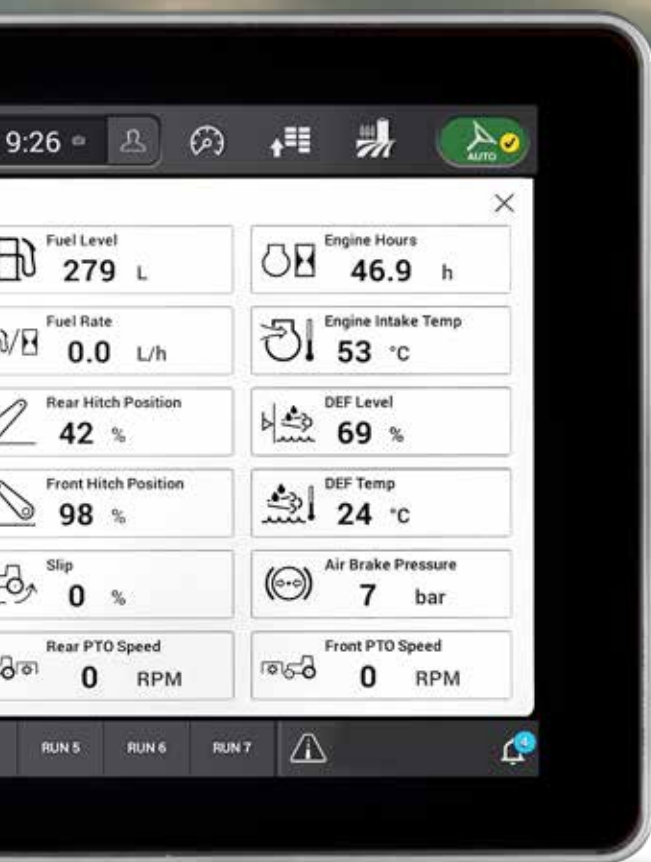 9:26
AUTO
Fuel Level
279 L
Engine Hours
46.9 h
Fuel Rate
0.0 L/h
Engine Intake Temp
53 °C
Rear Hitch Position
42 %
DEF Level
69 %
Front Hitch Position
98 %
DEF Temp
24 °C
Slip
0 %
Air Brake Pressure
7 bar
Rear PTO Speed
0 RPM
Front PTO Speed
0 RPM
RUN 5
RUN 6
RUN 7
4